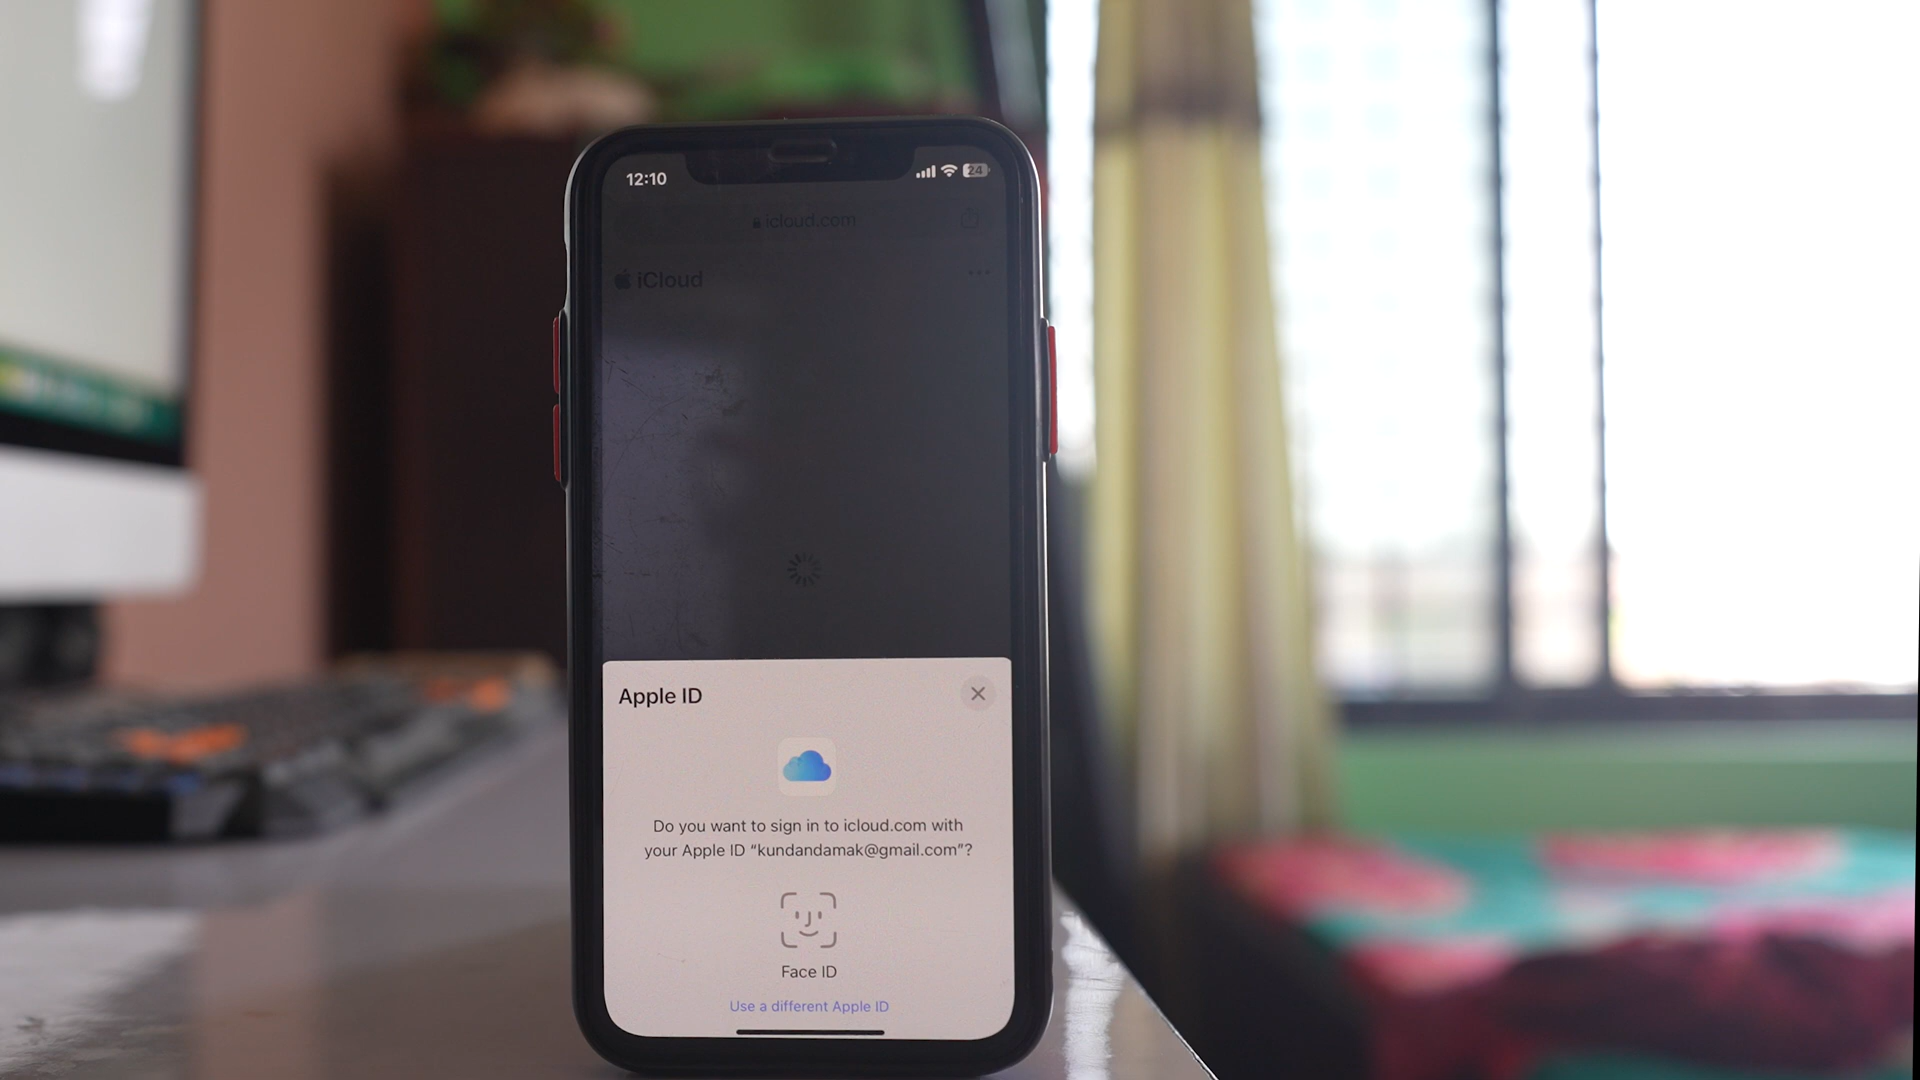 12:10
24
icloud.com
iCloud
Apple ID
Do you want to sign in to icloud.com with
your Apple ID “kundandamak@gmail.com”?
Face ID
Use a different Apple ID